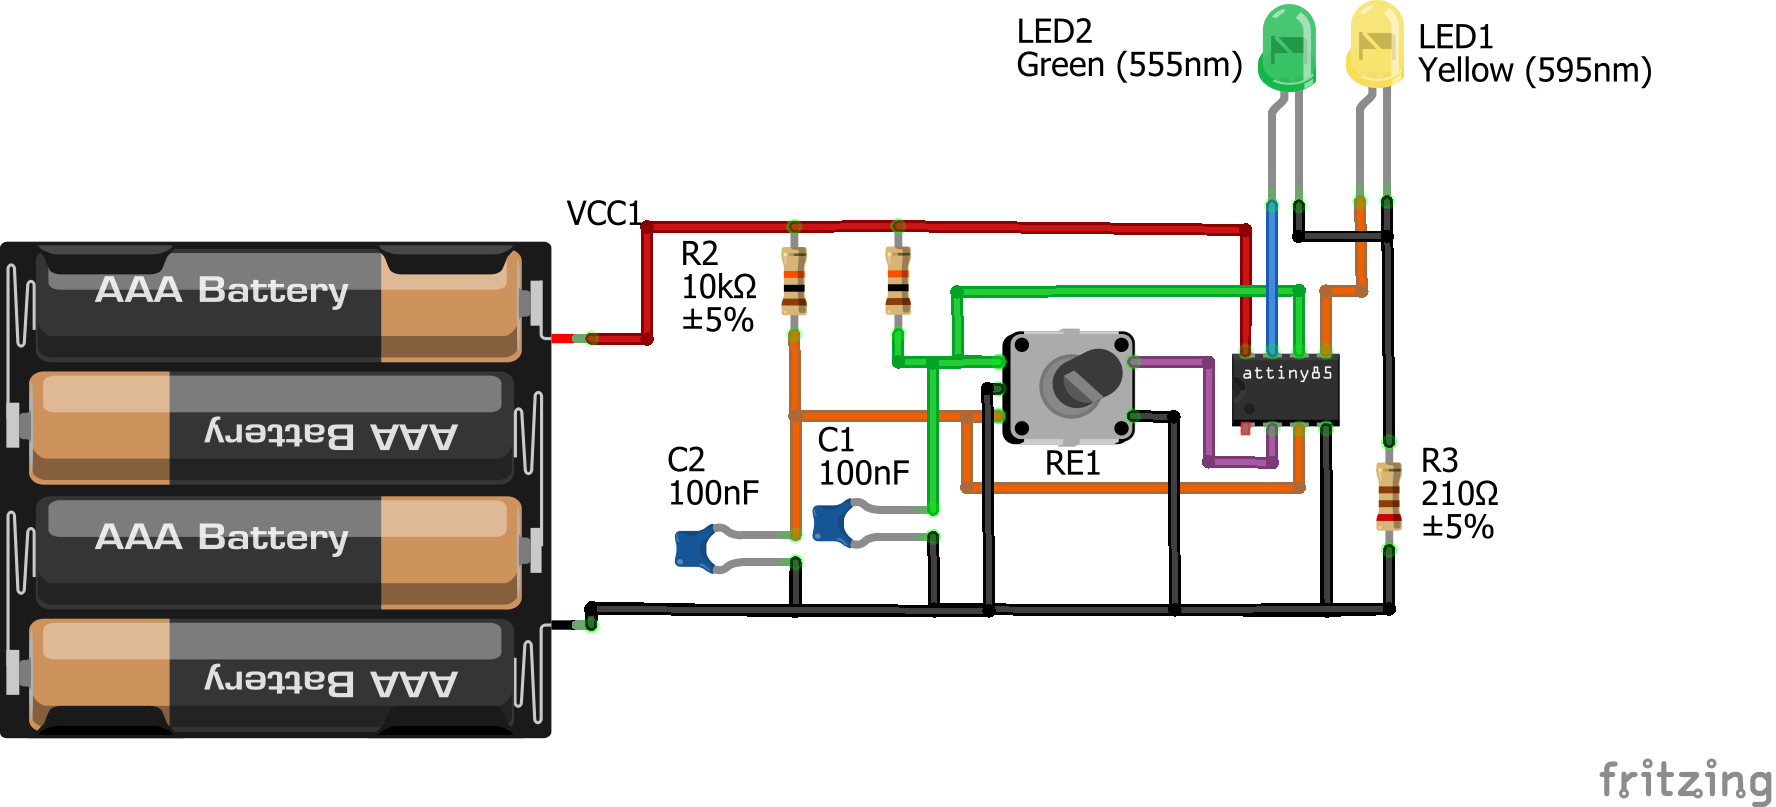 LED2
Green (555nm)
LED1
Yellow (595nm)
VCC1
R2
10kΩ
±5%
AAA Battery
AAA Battery
AAA Battery
AAA Battery
attiny85
C1
100nF
RE1
C2
100nF
R3
210Ω
±5%
fritzing